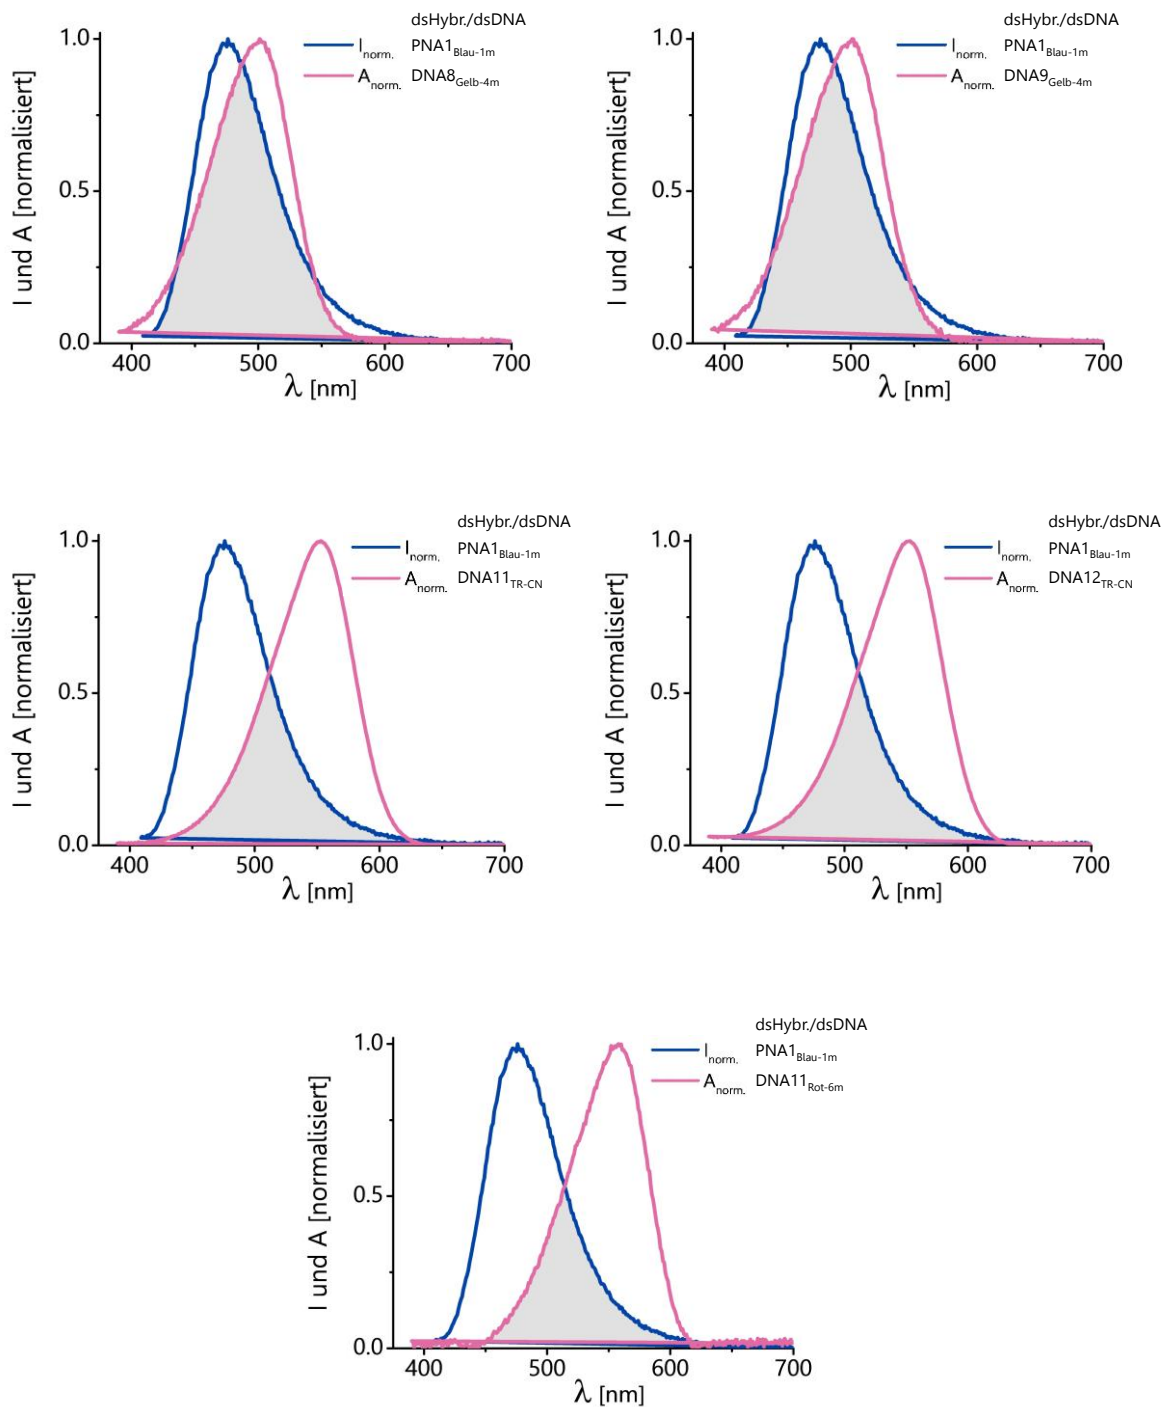 dsHybr./dsDNA
I norm. PNA1 Blau-1m
A norm. DNA8 Gelb-4m
I und A [normalisiert]
1.0
0.5
0.0
400 500 600 700
λ [nm]
dsHybr./dsDNA
I norm. PNA1 Blau-1m
A norm. DNA9 Gelb-4m
I und A [normalisiert]
1.0
0.5
0.0
400 500 600 700
λ [nm]
dsHybr./dsDNA
I norm. PNA1 Blau-1m
A norm. DNA11 TR-CN
I und A [normalisiert]
1.0
0.5
0.0
400 500 600 700
λ [nm]
dsHybr./dsDNA
I norm. PNA1 Blau-1m
A norm. DNA12 TR-CN
I und A [normalisiert]
1.0
0.5
0.0
400 500 600 700
λ [nm]
dsHybr./dsDNA
I norm. PNA1 Blau-1m
A norm. DNA11 Rot-6m
I und A [normalisiert]
1.0
0.5
0.0
400 500 600 700
λ [nm]